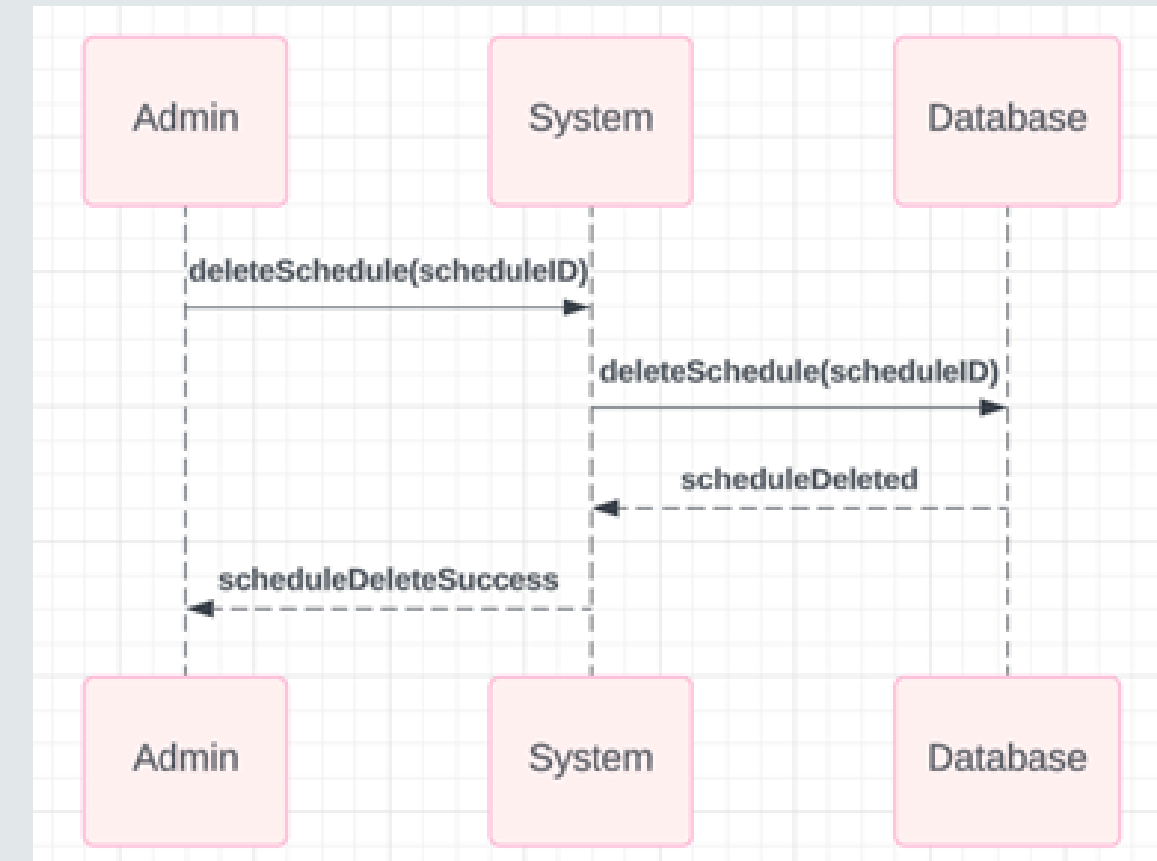 Admin
System
Database
deleteSchedule(scheduleID)
deleteSchedule(scheduleID)
scheduleDeleted
scheduleDeleteSuccess
Admin
System
Database